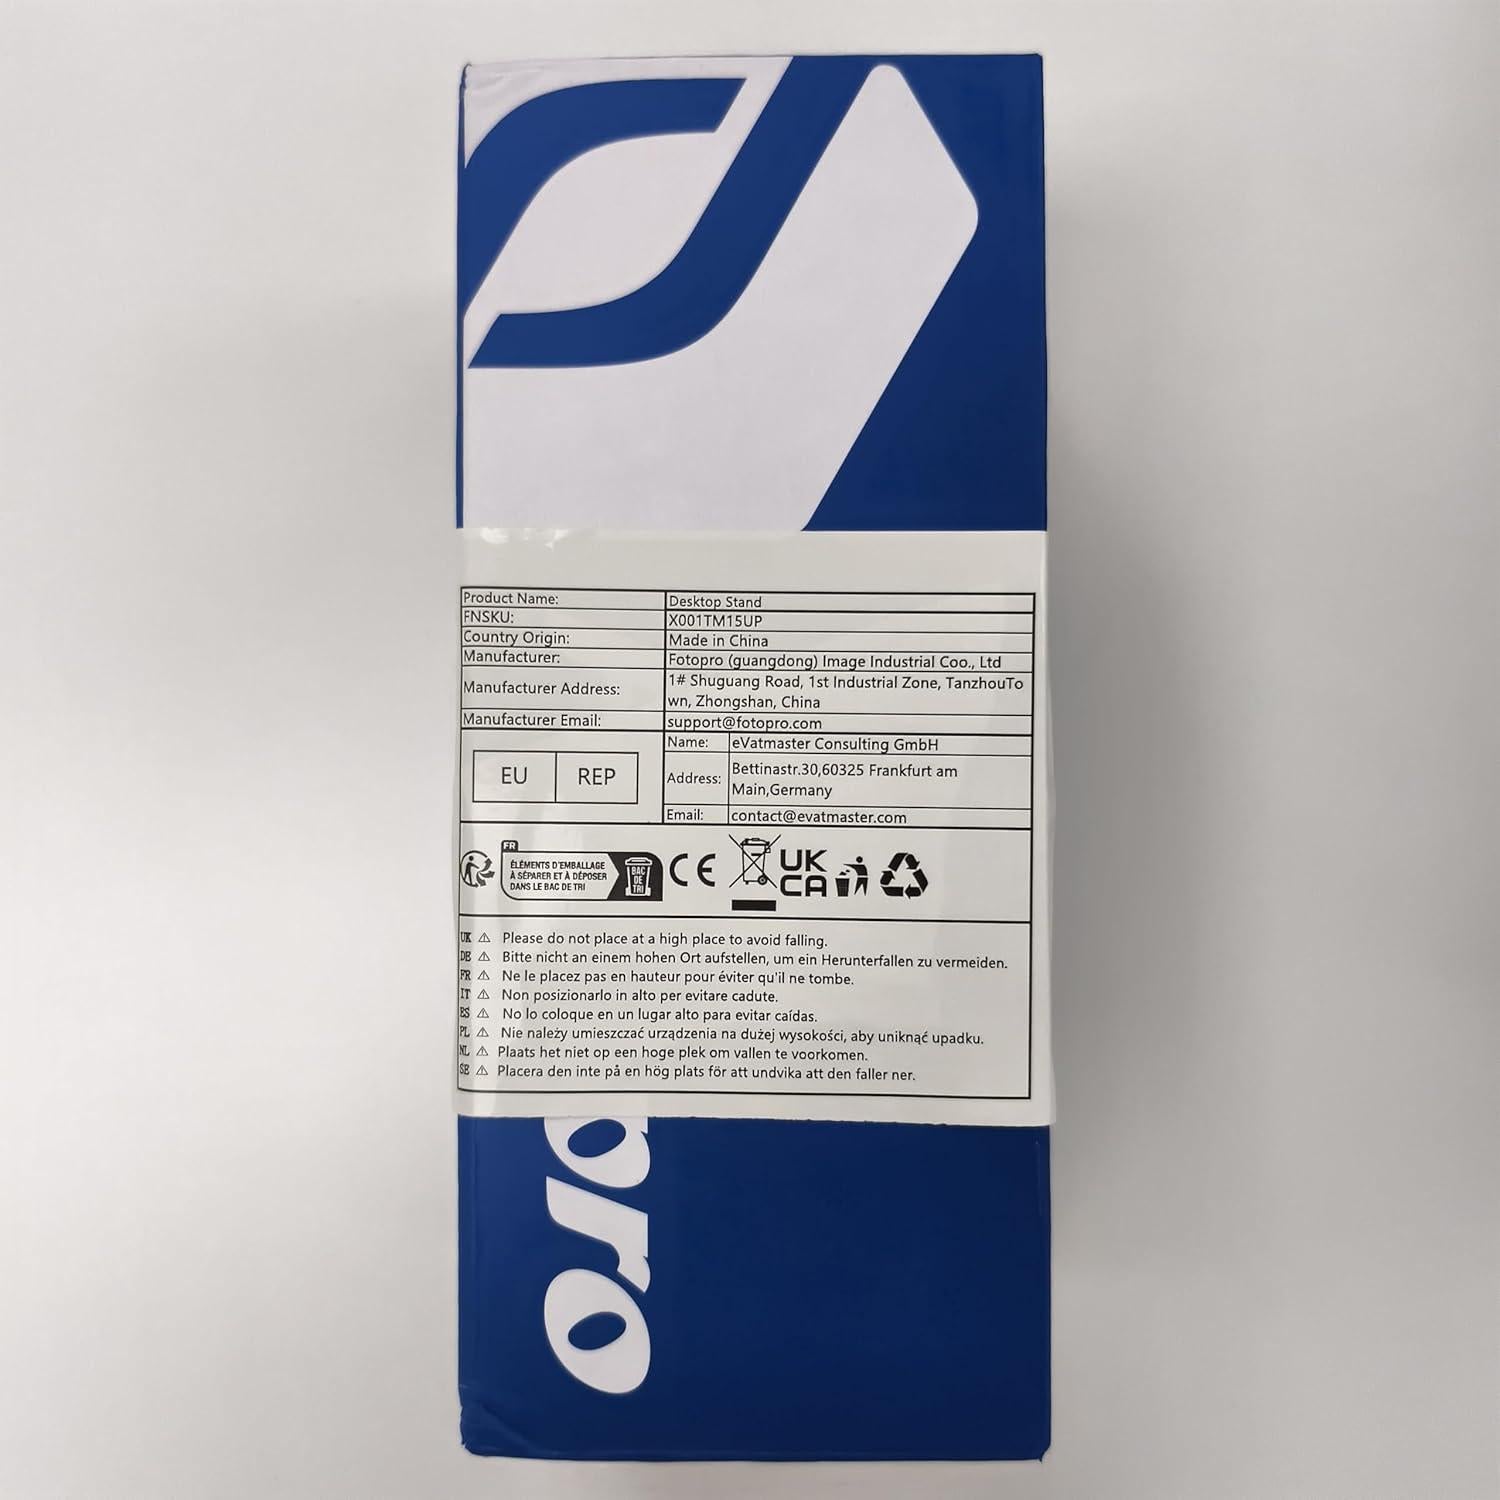 Product Name: Desktop Stand
FNSKU: X001TM15UP
Country Origin: Made in China
Manufacturer: Fotopro (guangdong) Image Industrial Coo., Ltd
Manufacturer Address: 1# Shuguang Road, 1st Industrial Zone, TanzhouTo
wn, Zhongshan, China
Manufacturer Email: support@fotopro.com
EU REP
Name: eVatmaster Consulting GmbH
Address: Bettinastr.30,60325 Frankfurt am
Main,Germany
Email: contact@evatmaster.com
FR
ÉLÉMENTS D'EMBALLAGE
À SÉPARER ET À DÉPOSER
DANS LE BAC DE TRI
BAC
DE
TRI
CE
UK
CA
UK ⚠ Please do not place at a high place to avoid falling.
DE ⚠ Bitte nicht an einem hohen Ort aufstellen, um ein Herunterfallen zu vermeiden.
FR ⚠ Ne le placez pas en hauteur pour éviter qu'il ne tombe.
IT ⚠ Non posizionarlo in alto per evitare cadute.
ES ⚠ No lo coloque en un lugar alto para evitar caídas.
PL ⚠ Nie należy umieszczać urządzenia na dużej wysokości, aby uniknąć upadku.
NL ⚠ Plaats het niet op een hoge plek om vallen te voorkomen.
SE ⚠ Placera den inte på en hög plats för att undvika att den faller ner.
pro